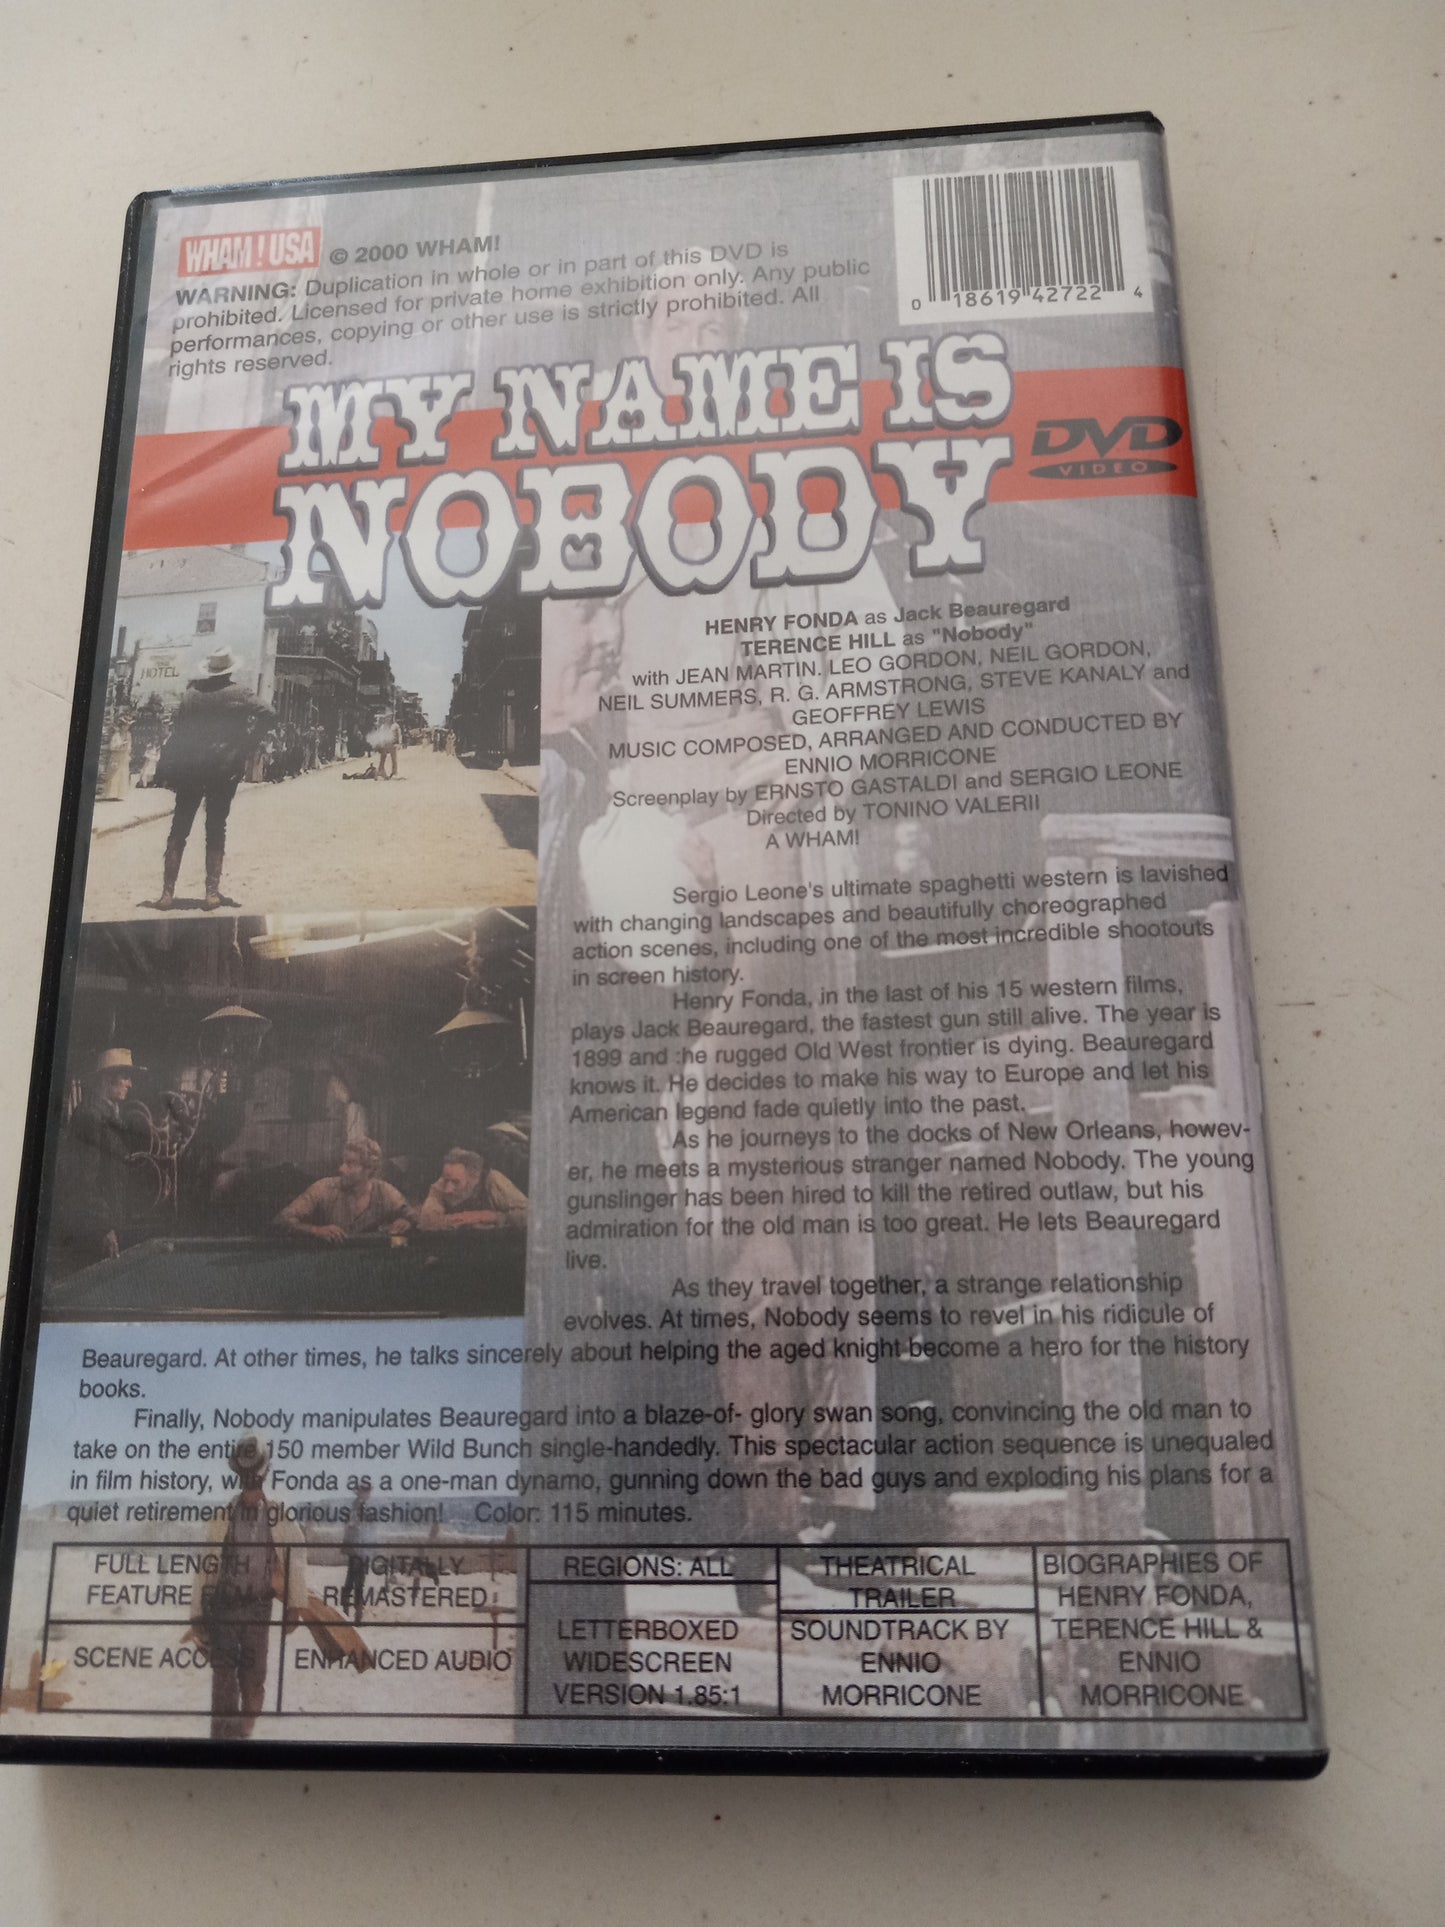 WHAM! USA © 2000 WHAM!
WARNING: Duplication in whole or in part of this DVD is
prohibited. Licensed for private home exhibition only. Any public
performances, copying or other use is strictly prohibited. All
rights reserved.
0 18619 42722 4
MY NAME IS
NOBODY
DVD
VIDEO
HOTEL
HENRY FONDA as Jack Beauregard
TERENCE HILL as "Nobody"
with JEAN MARTIN. LEO GORDON, NEIL GORDON,
NEIL SUMMERS, R. G. ARMSTRONG, STEVE KANALY and
GEOFFREY LEWIS
MUSIC COMPOSED, ARRANGED AND CONDUCTED BY
ENNIO MORRICONE
Screenplay by ERNSTO GASTALDI and SERGIO LEONE
Directed by TONINO VALERII
A WHAM!
Sergio Leone's ultimate spaghetti western is lavished
with changing landscapes and beautifully choreographed
action scenes, including one of the most incredible shootouts
in screen history.
Henry Fonda, in the last of his 15 western films,
plays Jack Beauregard, the fastest gun still alive. The year is
1899 and :he rugged Old West frontier is dying. Beauregard
knows it. He decides to make his way to Europe and let his
American legend fade quietly into the past.
As he journeys to the docks of New Orleans, howev-
er, he meets a mysterious stranger named Nobody. The young
gunslinger has been hired to kill the retired outlaw, but his
admiration for the old man is too great. He lets Beauregard
live.
As they travel together, a strange relationship
evolves. At times, Nobody seems to revel in his ridicule of
Beauregard. At other times, he talks sincerely about helping the aged knight become a hero for the history
books.
Finally, Nobody manipulates Beauregard into a blaze-of- glory swan song, convincing the old man to
take on the entire 150 member Wild Bunch single-handedly. This spectacular action sequence is unequaled
in film history, with Fonda as a one-man dynamo, gunning down the bad guys and exploding his plans for a
quiet retirement in glorious fashion! Color: 115 minutes.
FULL LENGTH
FEATURE FILM
SCENE ACCESS
DIGITALLY
REMASTERED
ENHANCED AUDIO
REGIONS: ALL
LETTERBOXED
WIDESCREEN
VERSION 1.85:1
THEATRICAL
TRAILER
SOUNDTRACK BY
ENNIO
MORRICONE
BIOGRAPHIES OF
HENRY FONDA,
TERENCE HILL &
ENNIO
MORRICONE